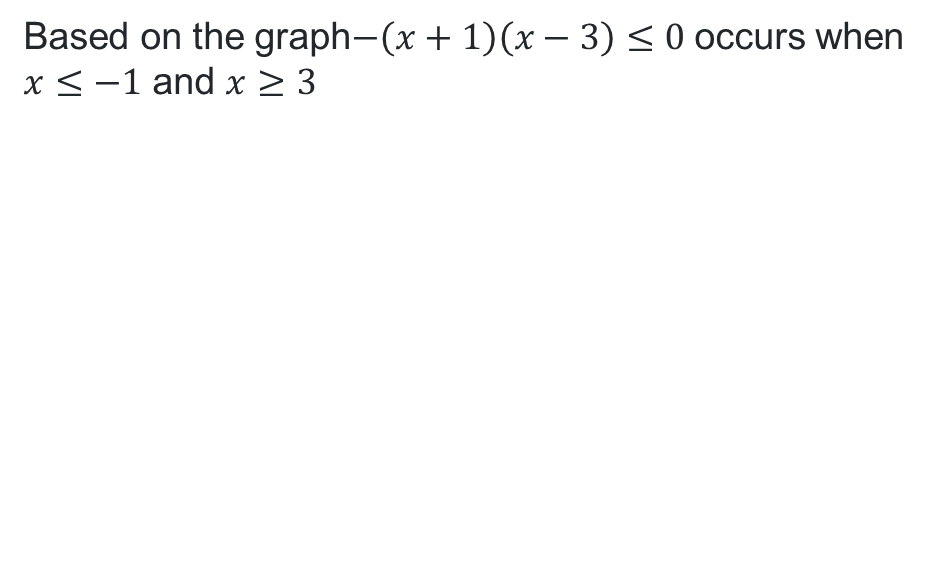 Based on the graph−(x + 1)(x − 3) ≤ 0 occurs when
x ≤ −1 and x ≥ 3